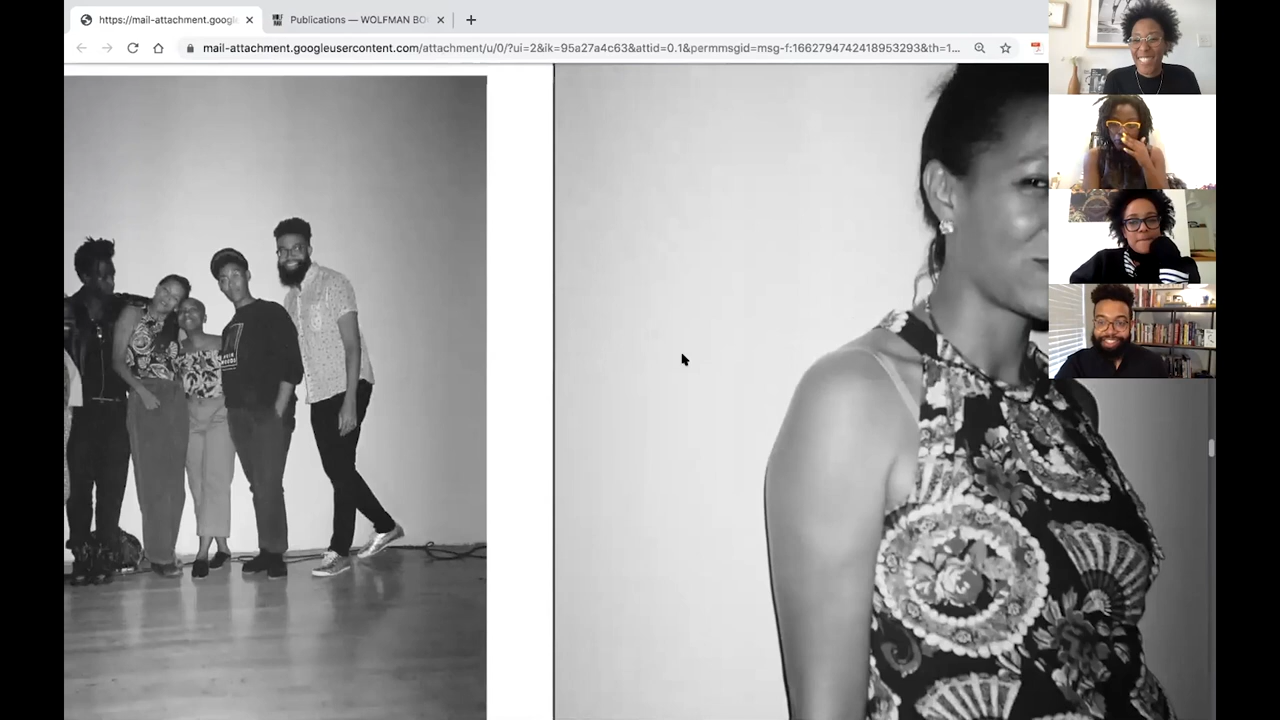 https://mail-attachment.google
Publications — WOLFMAN BO
mail-attachment.googleusercontent.com/attachment/u/0/?ui=2&ik=95a27a4c63&attid=0.1&permmsgid=msg-f:1662794742418953293&th=1...